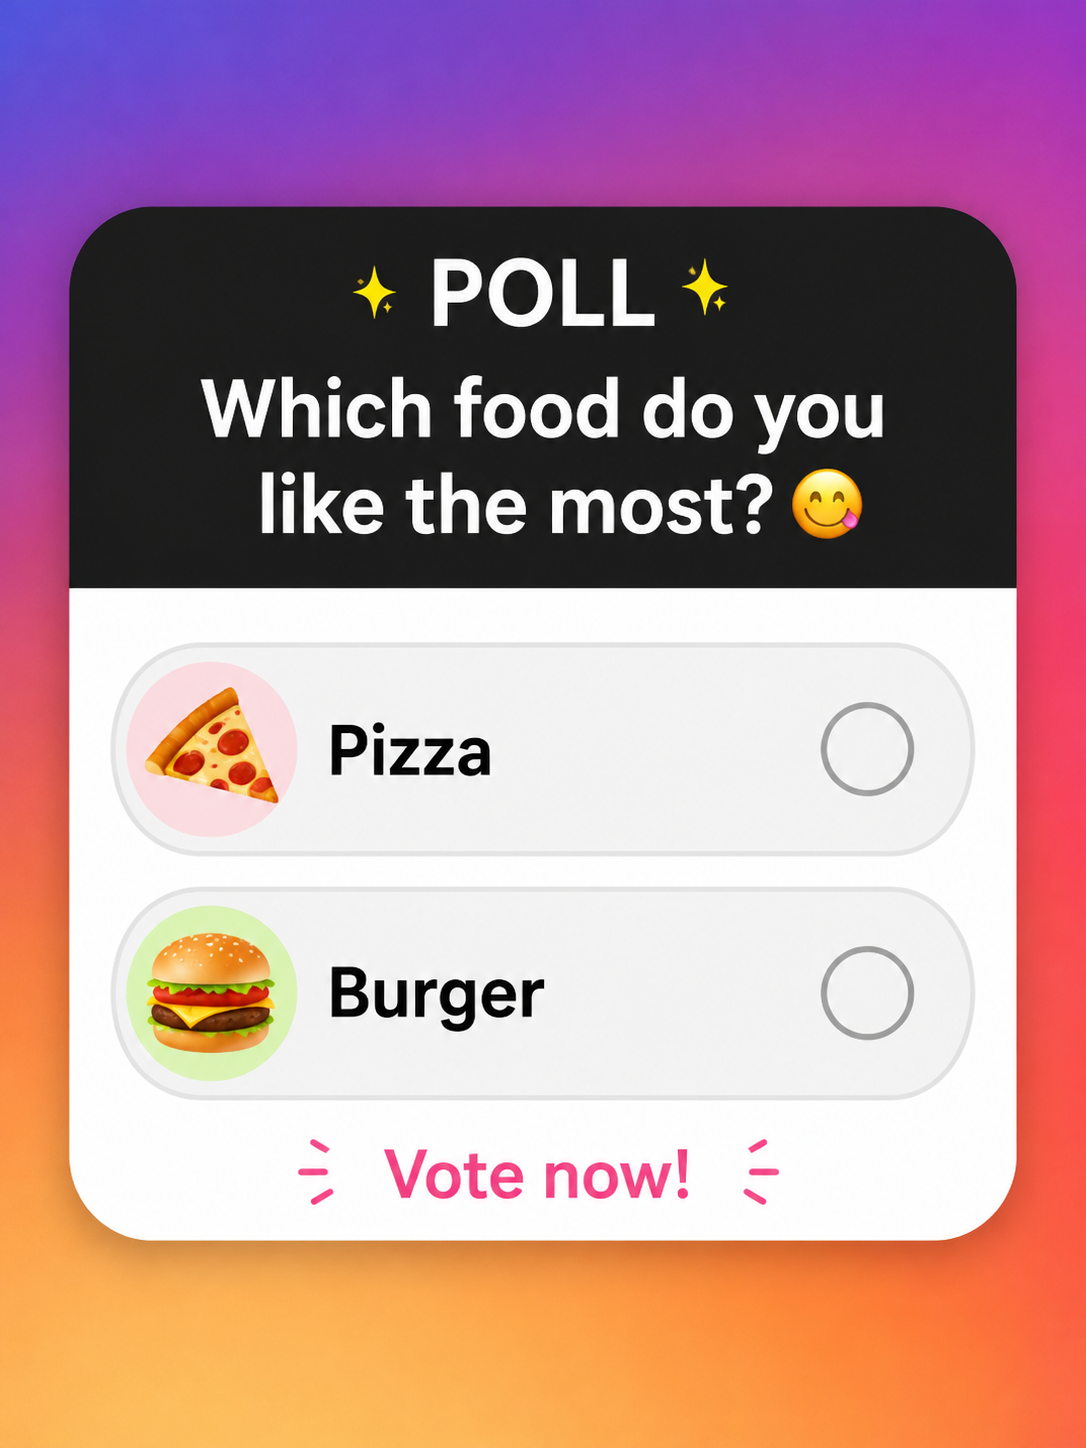 ✨ POLL ✨
Which food do you
like the most? 😋
Pizza
Burger
Vote now!